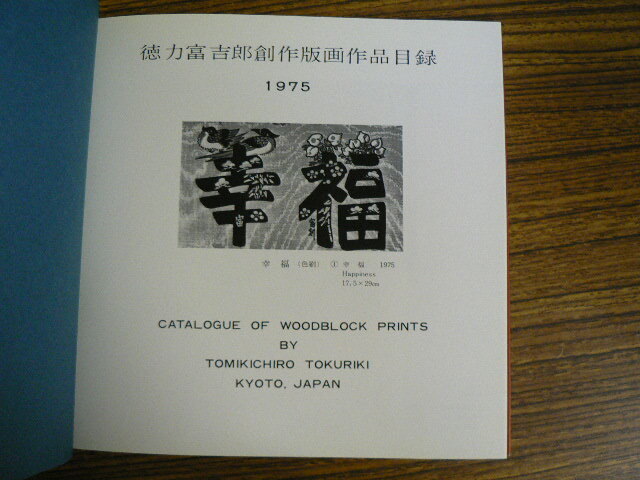 徳力富吉郎創作版画作品目録
1975
幸福
幸 福 (色刷) ① 幸 福 1975
Happiness
17.5×29cm
CATALOGUE OF WOODBLOCK PRINTS
BY
TOMIKICHIRO TOKURIKI
KYOTO, JAPAN